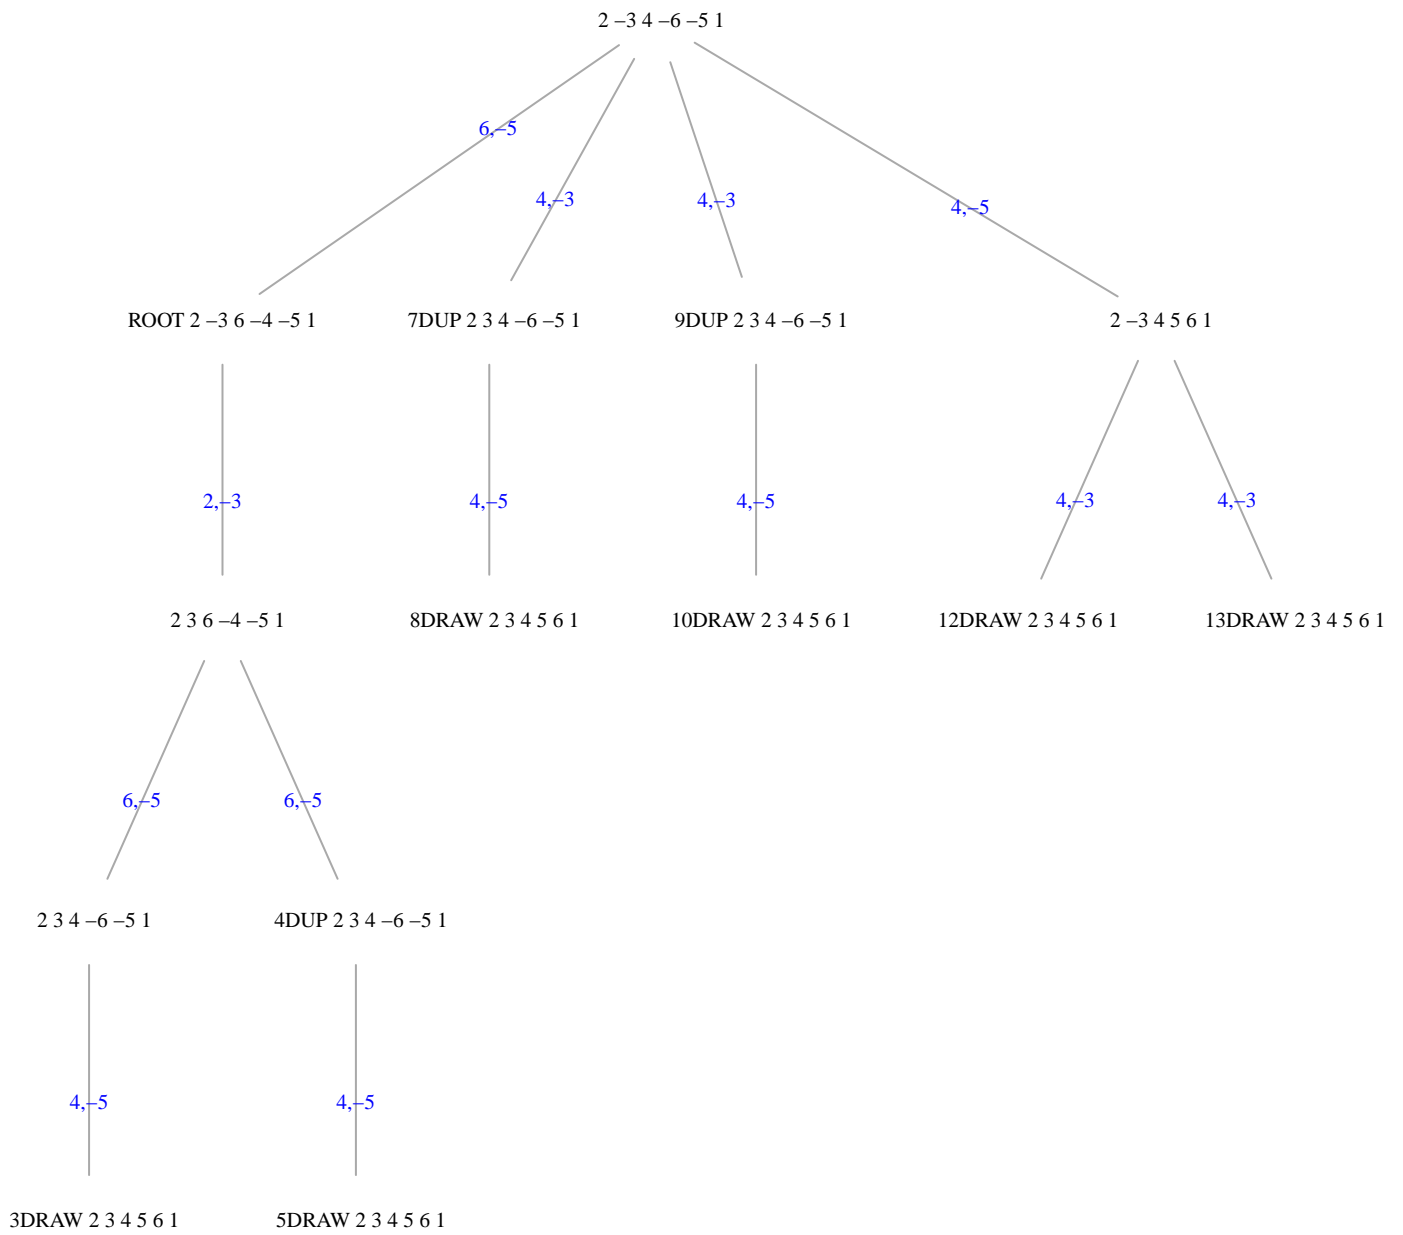 2 –3 4 –6 –5 1
6,–5
4,–3
4,–3
4,–5
ROOT 2 –3 6 –4 –5 1
7DUP 2 3 4 –6 –5 1
9DUP 2 3 4 –6 –5 1
2 –3 4 5 6 1
2,–3
4,–5
4,–5
4,–3
4,–3
2 3 6 –4 –5 1
8DRAW 2 3 4 5 6 1
10DRAW 2 3 4 5 6 1
12DRAW 2 3 4 5 6 1
13DRAW 2 3 4 5 6 1
6,–5
6,–5
2 3 4 –6 –5 1
4DUP 2 3 4 –6 –5 1
4,–5
4,–5
3DRAW 2 3 4 5 6 1
5DRAW 2 3 4 5 6 1